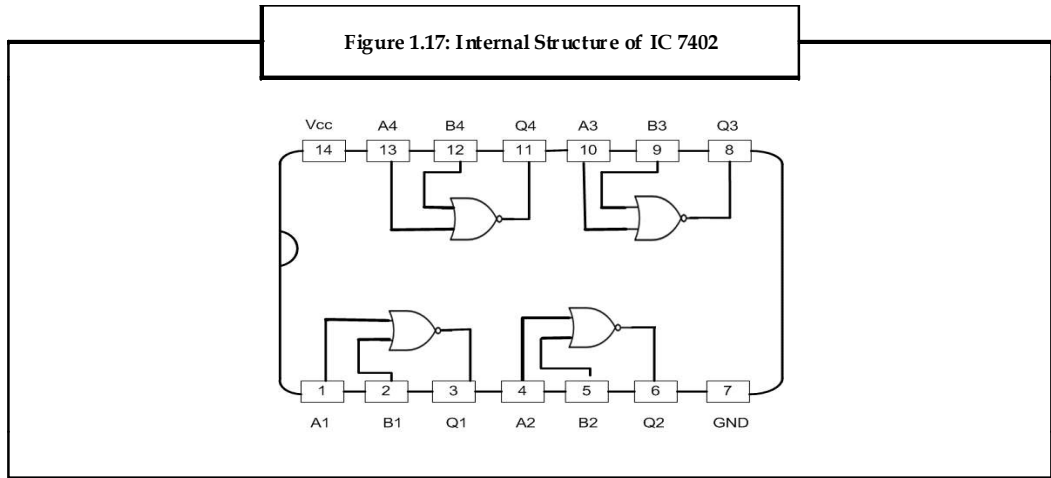 Figure 1.17: Internal Structure of IC 7402
Vcc A4 B4 Q4 A3 B3 Q3
14 13 12 11 10 9 8
1 2 3 4 5 6 7
A1 B1 Q1 A2 B2 Q2 GND